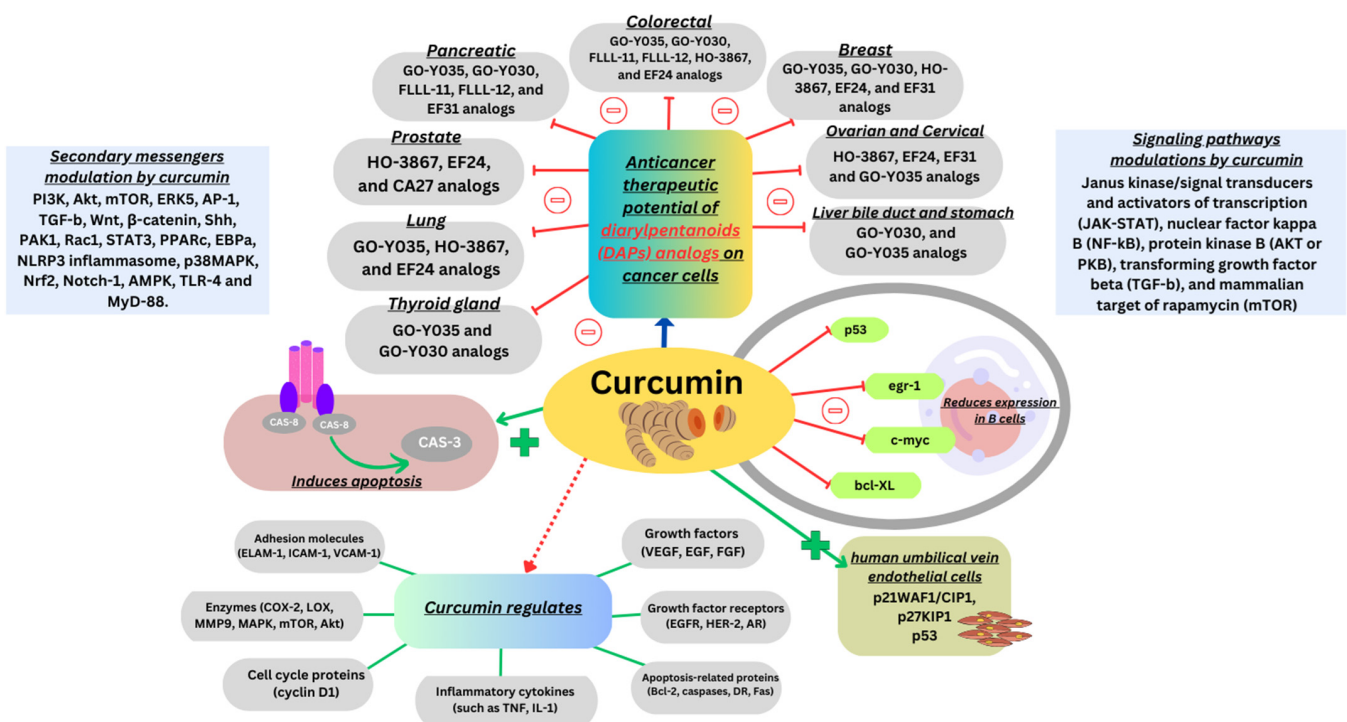 Colorectal
GO-Y035, GO-Y030,
FLLL-11, FLLL-12, HO-3867,
and EF24 analogs
Pancreatic
GO-Y035, GO-Y030,
FLLL-11, FLLL-12, and
EF31 analogs
Breast
GO-Y035, GO-Y030, HO-
3867, EF24, and EF31
analogs
Prostate
HO-3867, EF24,
and CA27 analogs
Ovarian and Cervical
HO-3867, EF24, EF31
and GO-Y035 analogs
Lung
GO-Y035, HO-3867,
and EF24 analogs
Liver bile duct and stomach
GO-Y030, and
GO-Y035 analogs
Thyroid gland
GO-Y035 and
GO-Y030 analogs
Anticancer
therapeutic
potential of
diarylpentanoids
(DAPs) analogs on
cancer cells
Secondary messengers
modulation by curcumin
PI3K, Akt, mTOR, ERK5, AP-1,
TGF-b, Wnt, β-catenin, Shh,
PAK1, Rac1, STAT3, PPARc, EBPa,
NLRP3 inflammasome, p38MAPK,
Nrf2, Notch-1, AMPK, TLR-4 and
MyD-88.
Signaling pathways
modulations by curcumin
Janus kinase/signal transducers
and activators of transcription
(JAK-STAT), nuclear factor kappa
B (NF-kB), protein kinase B (AKT or
PKB), transforming growth factor
beta (TGF-b), and mammalian
target of rapamycin (mTOR)
Curcumin
p53
egr-1
Reduces expression
in B cells
c-myc
bcl-XL
CAS-8
CAS-8
CAS-3
Induces apoptosis
human umbilical vein
endothelial cells
p21WAF1/CIP1,
p27KIP1
p53
Curcumin regulates
Adhesion molecules
(ELAM-1, ICAM-1, VCAM-1)
Growth factors
(VEGF, EGF, FGF)
Enzymes (COX-2, LOX,
MMP9, MAPK, mTOR, Akt)
Growth factor receptors
(EGFR, HER-2, AR)
Cell cycle proteins
(cyclin D1)
Inflammatory cytokines
(such as TNF, IL-1)
Apoptosis-related proteins
(Bcl-2, caspases, DR, Fas)